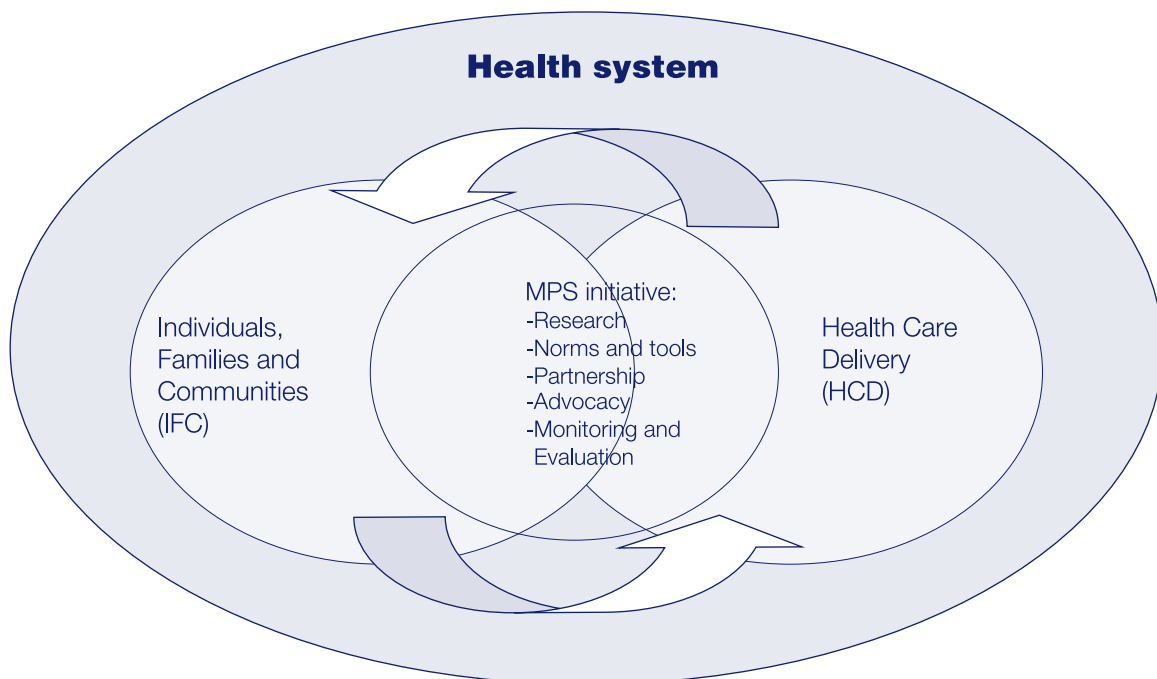 Health system
Individuals,
Families and
Communities
(IFC)
MPS initiative:
-Research
-Norms and tools
-Partnership
-Advocacy
-Monitoring and
Evaluation
Health Care
Delivery
(HCD)